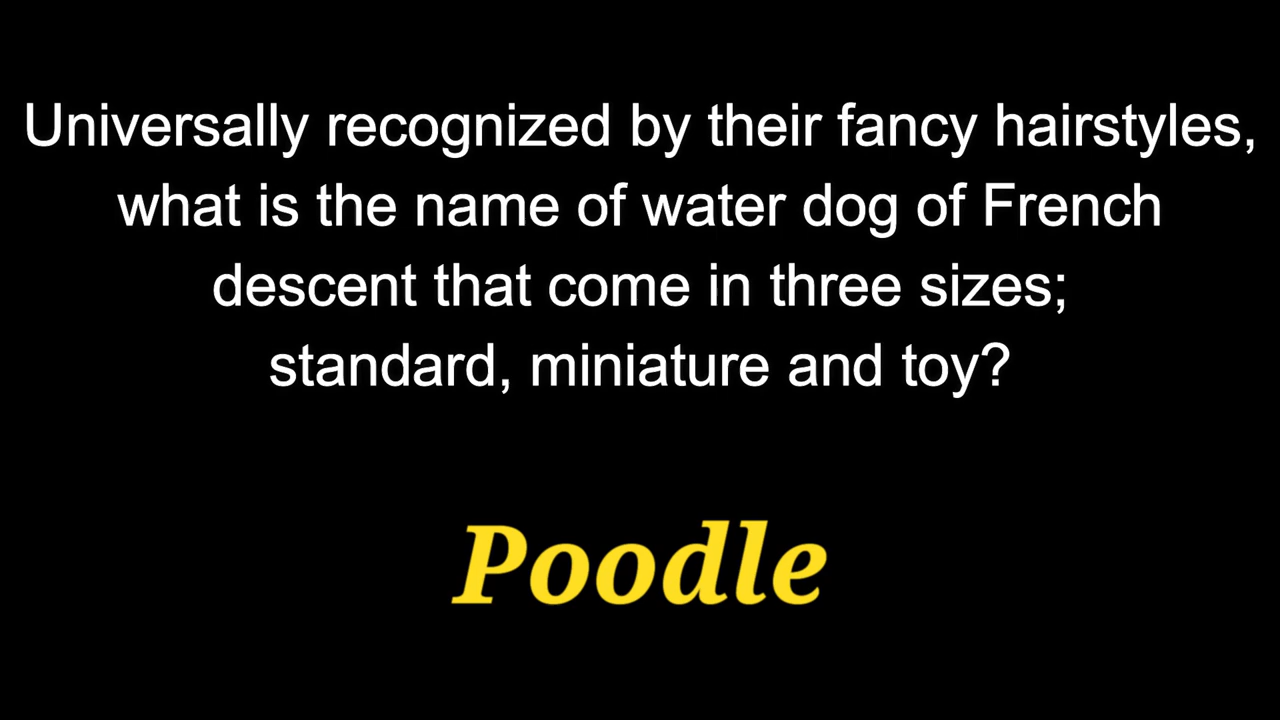 Universally recognized by their fancy hairstyles,
what is the name of water dog of French
descent that come in three sizes;
standard, miniature and toy?
Poodle